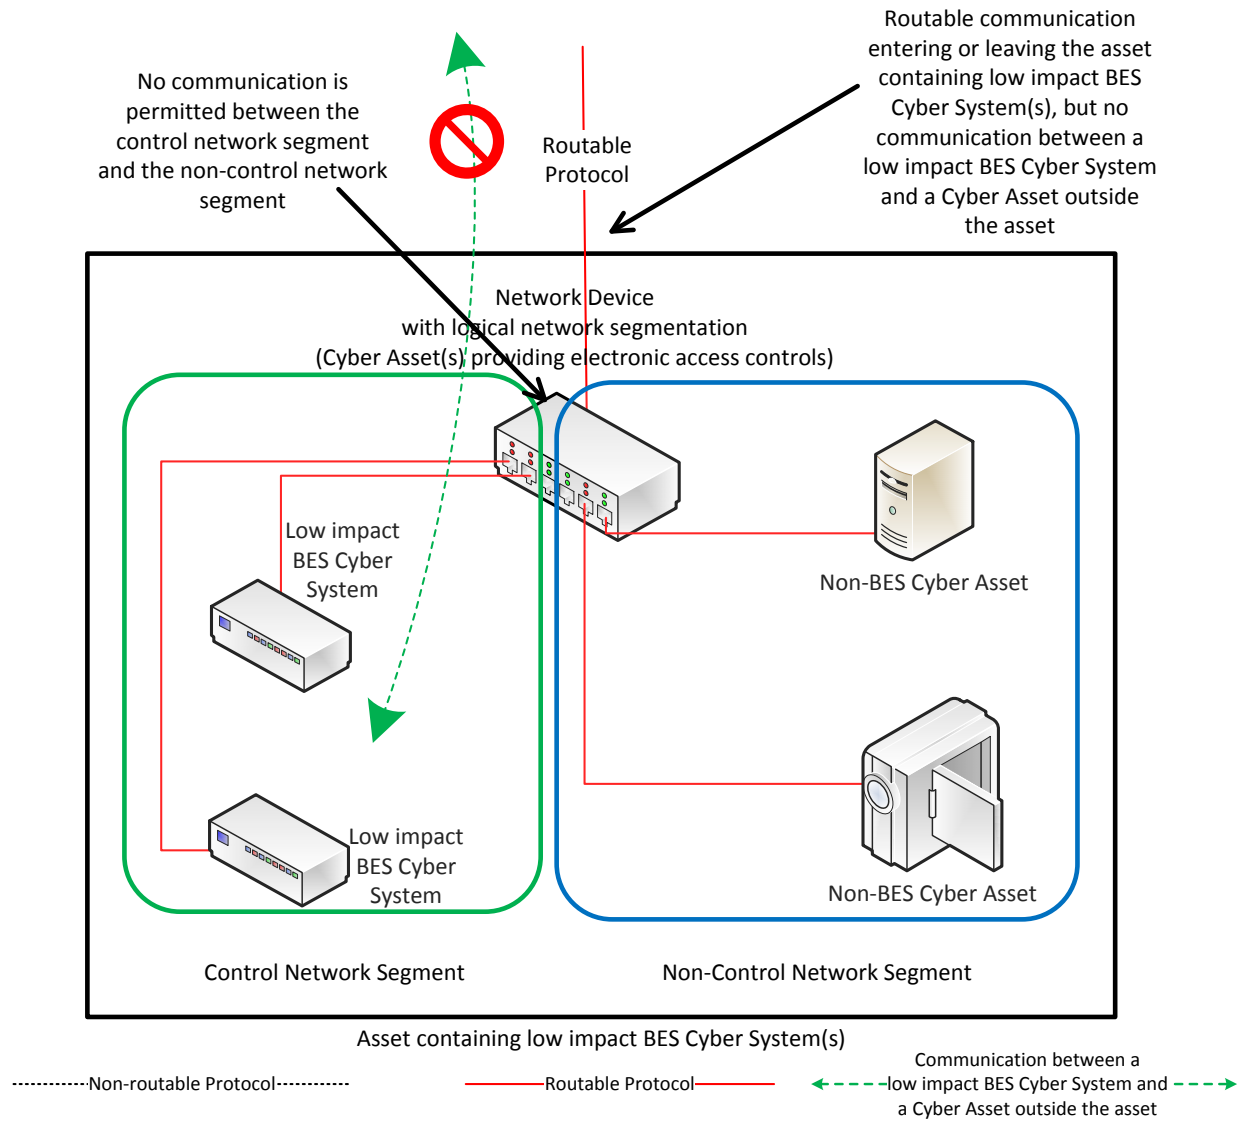 No communication is
permitted between the
control network segment
and the non-control network
segment
Routable
Protocol
Routable communication
entering or leaving the asset
containing low impact BES
Cyber System(s), but no
communication between a
low impact BES Cyber System
and a Cyber Asset outside
the asset
Network Device
with logical network segmentation
(Cyber Asset(s) providing electronic access controls)
Low impact
BES Cyber
System
Non-BES Cyber Asset
Low impact
BES Cyber
System
Non-BES Cyber Asset
Control Network Segment
Non-Control Network Segment
Asset containing low impact BES Cyber System(s)
Non-routable Protocol
Routable Protocol
Communication between a
low impact BES Cyber System and
a Cyber Asset outside the asset